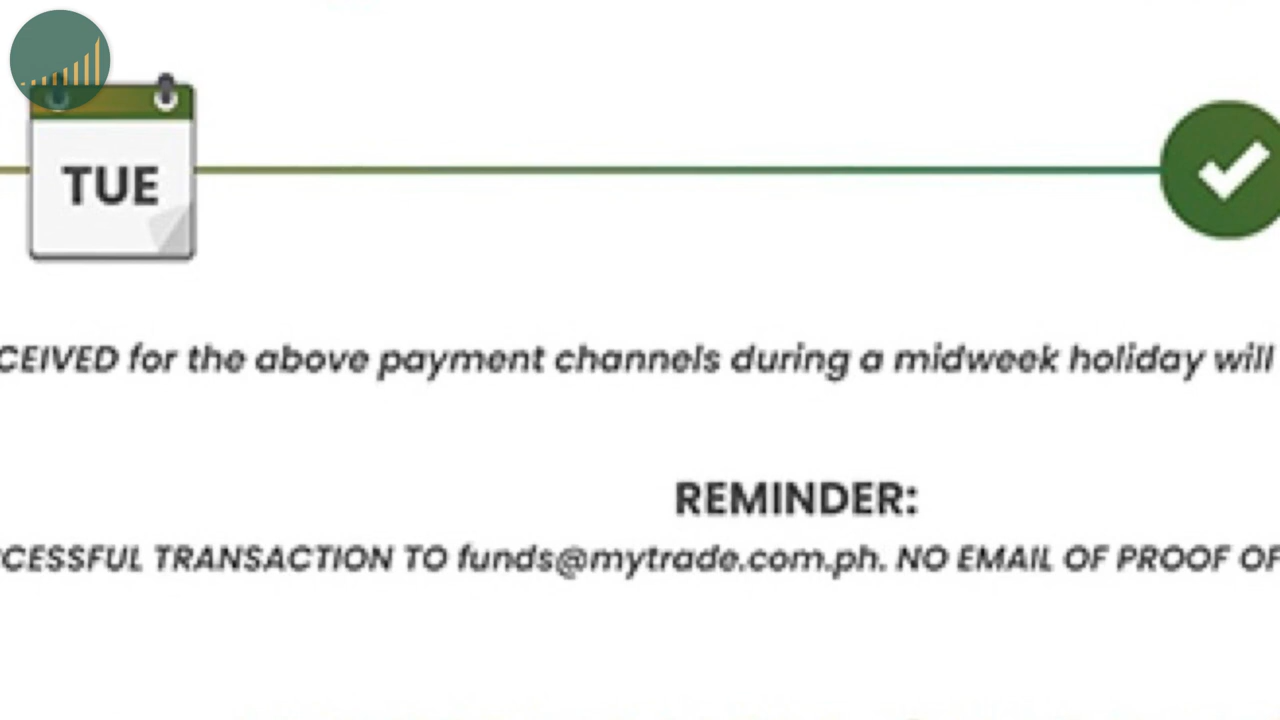 TUE
CEIVED for the above payment channels during a midweek holiday will
REMINDER:
CCESSFUL TRANSACTION TO funds@mytrade.com.ph. NO EMAIL OF PROOF OF